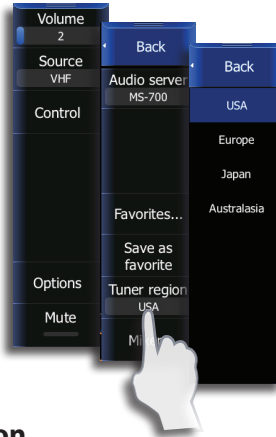 Volume
2
Source
VHF
Control
Options
Mute
Back
Audio server
MS-700
Favorites...
Save as
favorite
Tuner region
USA
Back
USA
Europe
Japan
Australasia